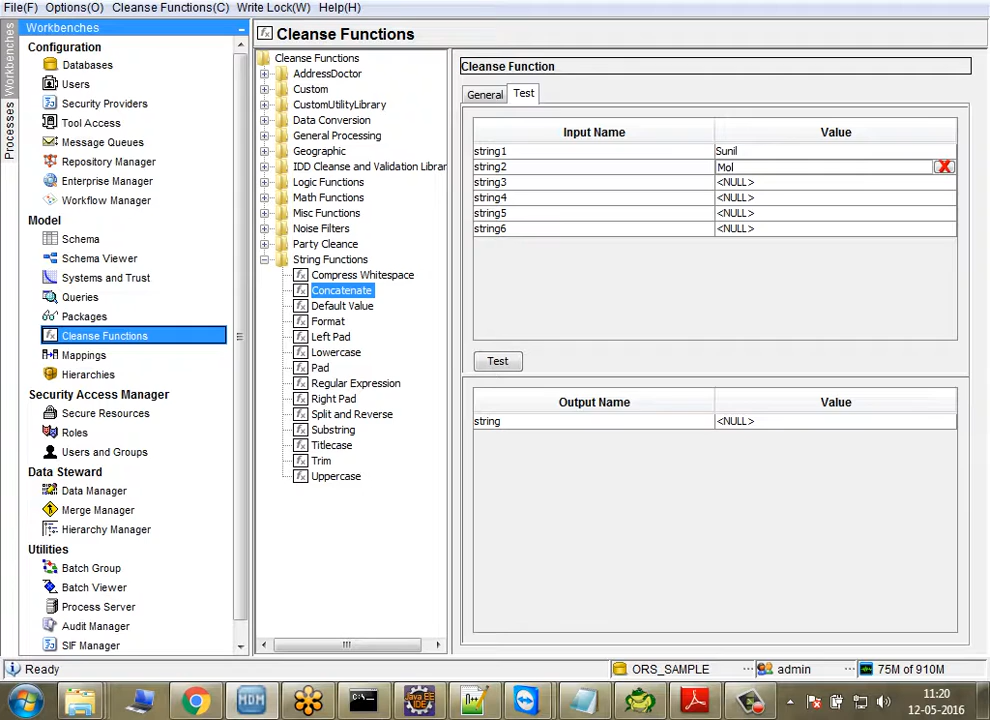 File(F) Options(O) Cleanse Functions(C) Write Lock(W) Help(H)
Workbenches
Processes
Workbenches
Configuration
Databases
Users
Security Providers
Tool Access
Message Queues
Repository Manager
Enterprise Manager
Workflow Manager
Model
Schema
Schema Viewer
Systems and Trust
Queries
Packages
Cleanse Functions
Mappings
Hierarchies
Security Access Manager
Secure Resources
Roles
Users and Groups
Data Steward
Data Manager
Merge Manager
Hierarchy Manager
Utilities
Batch Group
Batch Viewer
Process Server
Audit Manager
SIF Manager
Cleanse Functions
Cleanse Functions
AddressDoctor
Custom
CustomUtilityLibrary
Data Conversion
General Processing
Geographic
IDD Cleanse and Validation Librar
Logic Functions
Math Functions
Misc Functions
Noise Filters
Party Cleance
String Functions
Compress Whitespace
Concatenate
Default Value
Format
Left Pad
Lowercase
Pad
Regular Expression
Right Pad
Split and Reverse
Substring
Titlecase
Trim
Uppercase
Cleanse Function
General Test
Input Name Value
string1 Sunil
string2 Mol
string3 <NULL>
string4 <NULL>
string5 <NULL>
string6 <NULL>
Test
Output Name Value
string <NULL>
Ready ORS_SAMPLE admin 75M of 910M
MDM
Java EE
IDE
11:20
12-05-2016